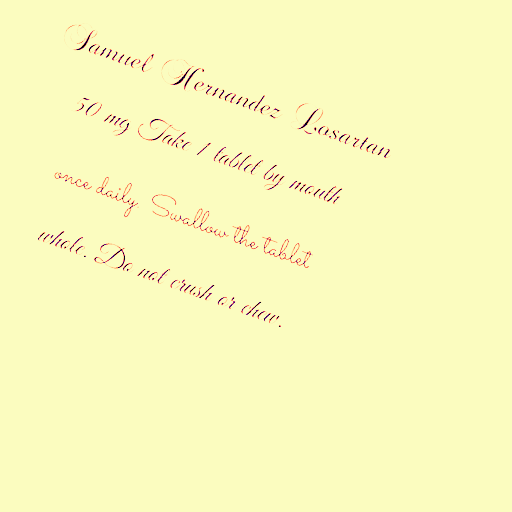 Samuel Hernandez Losartan
50 mg Take 1 tablet by mouth
once daily Swallow the tablet
whole. Do not crush or chew.